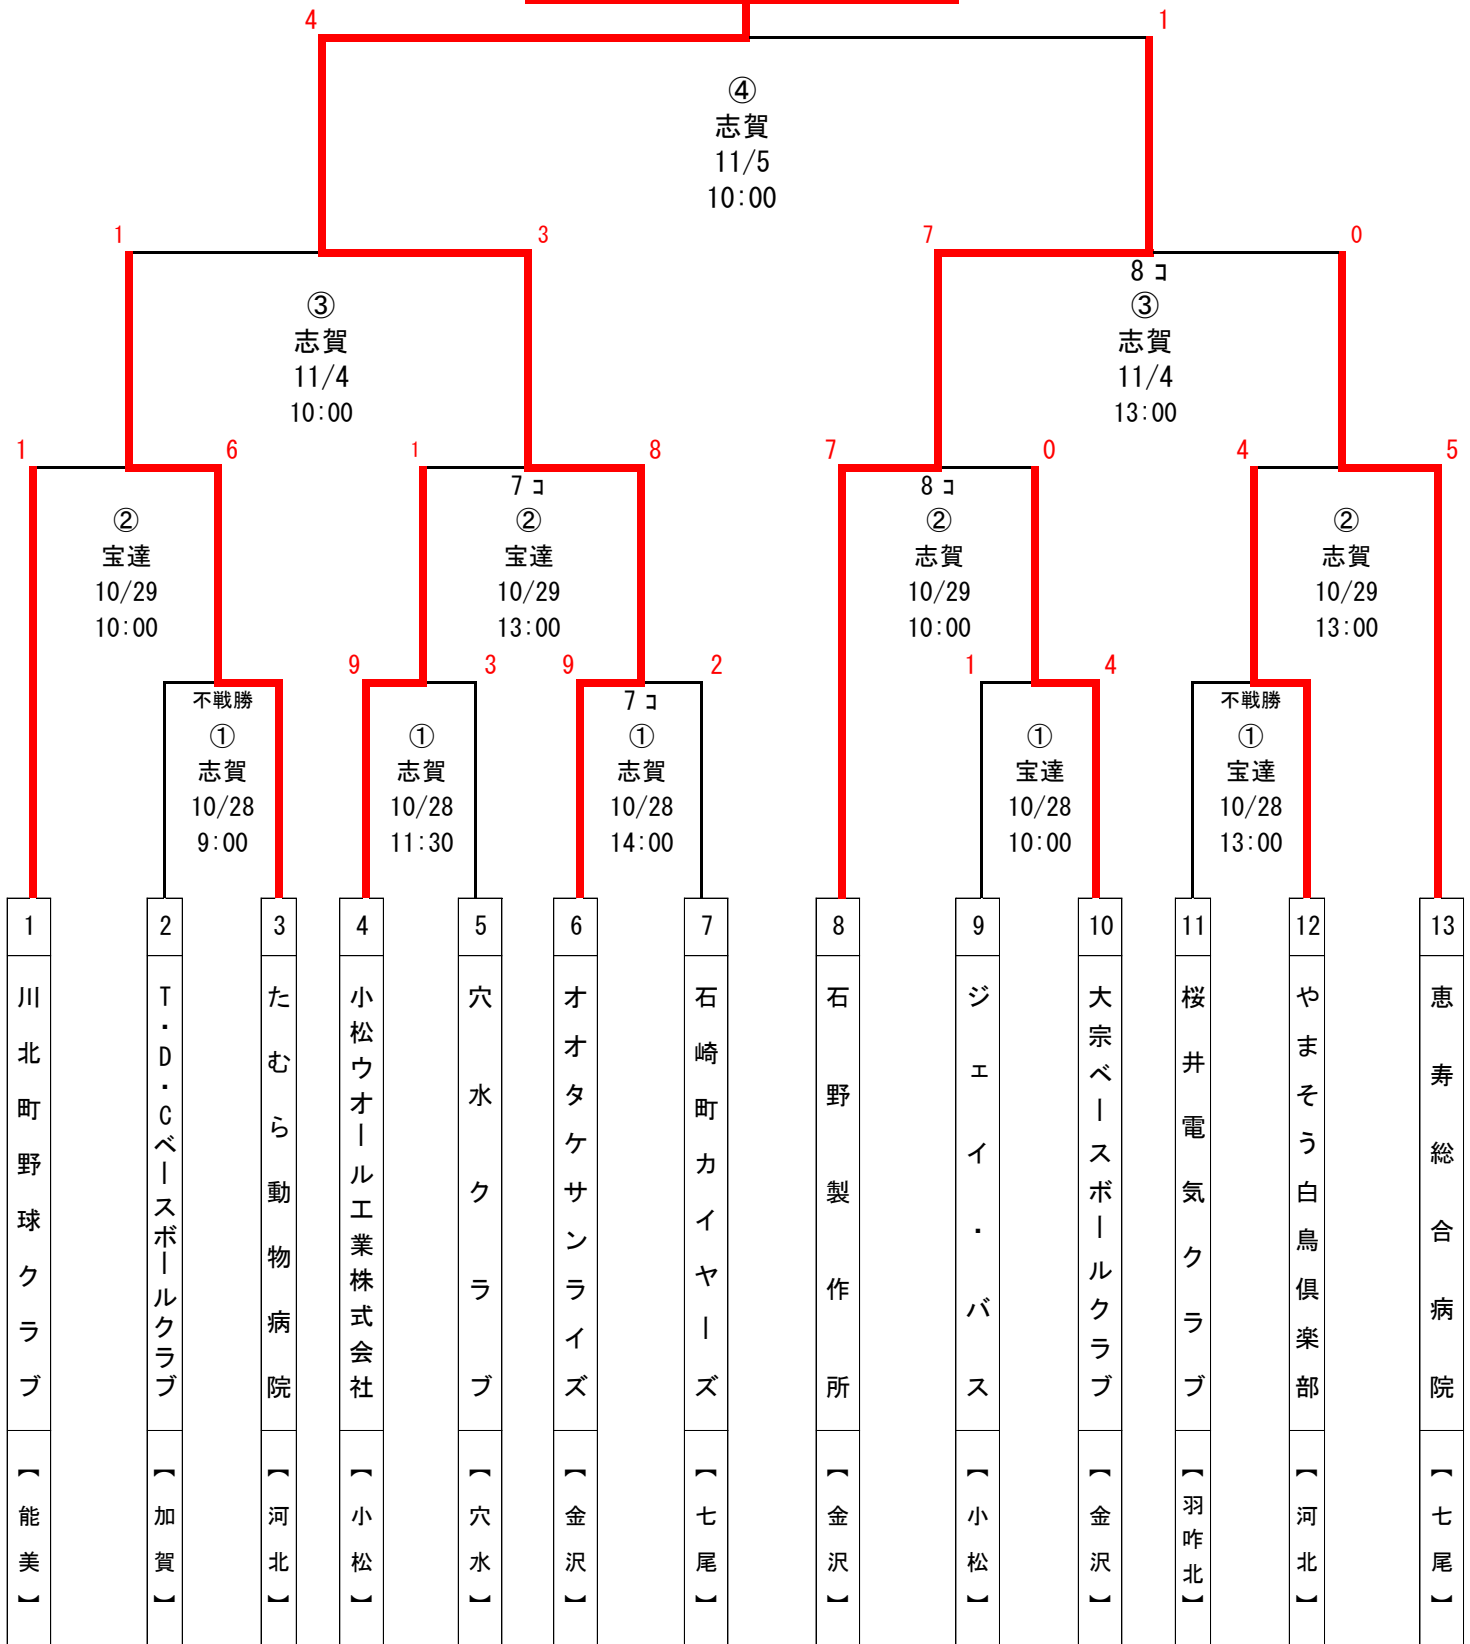 4
1
④
志賀
11/5
10:00
1
3
7
0
8コ
③
志賀
11/4
10:00
③
志賀
11/4
13:00
1
6
1
8
7
0
4
5
7コ
8コ
②
宝達
10/29
10:00
②
宝達
10/29
13:00
②
志賀
10/29
10:00
②
志賀
10/29
13:00
9
3
9
2
1
4
不戦勝
7コ
不戦勝
①
志賀
10/28
9:00
①
志賀
10/28
11:30
①
志賀
10/28
14:00
①
宝達
10/28
10:00
①
宝達
10/28
13:00
1
川北町野球クラブ
【能美】
2
T・D・Cベースボールクラブ
【加賀】
3
たむら動物病院
【河北】
4
小松ウオール工業株式会社
【小松】
5
穴水クラブ
【穴水】
6
オオタケサンライズ
【金沢】
7
石崎町カイヤーズ
【七尾】
8
石野製作所
【金沢】
9
ジェイ・バス
【小松】
10
大宗ベースボールクラブ
【金沢】
11
桜井電気クラブ
【羽咋北】
12
やまそう白鳥倶楽部
【河北】
13
恵寿総合病院
【七尾】